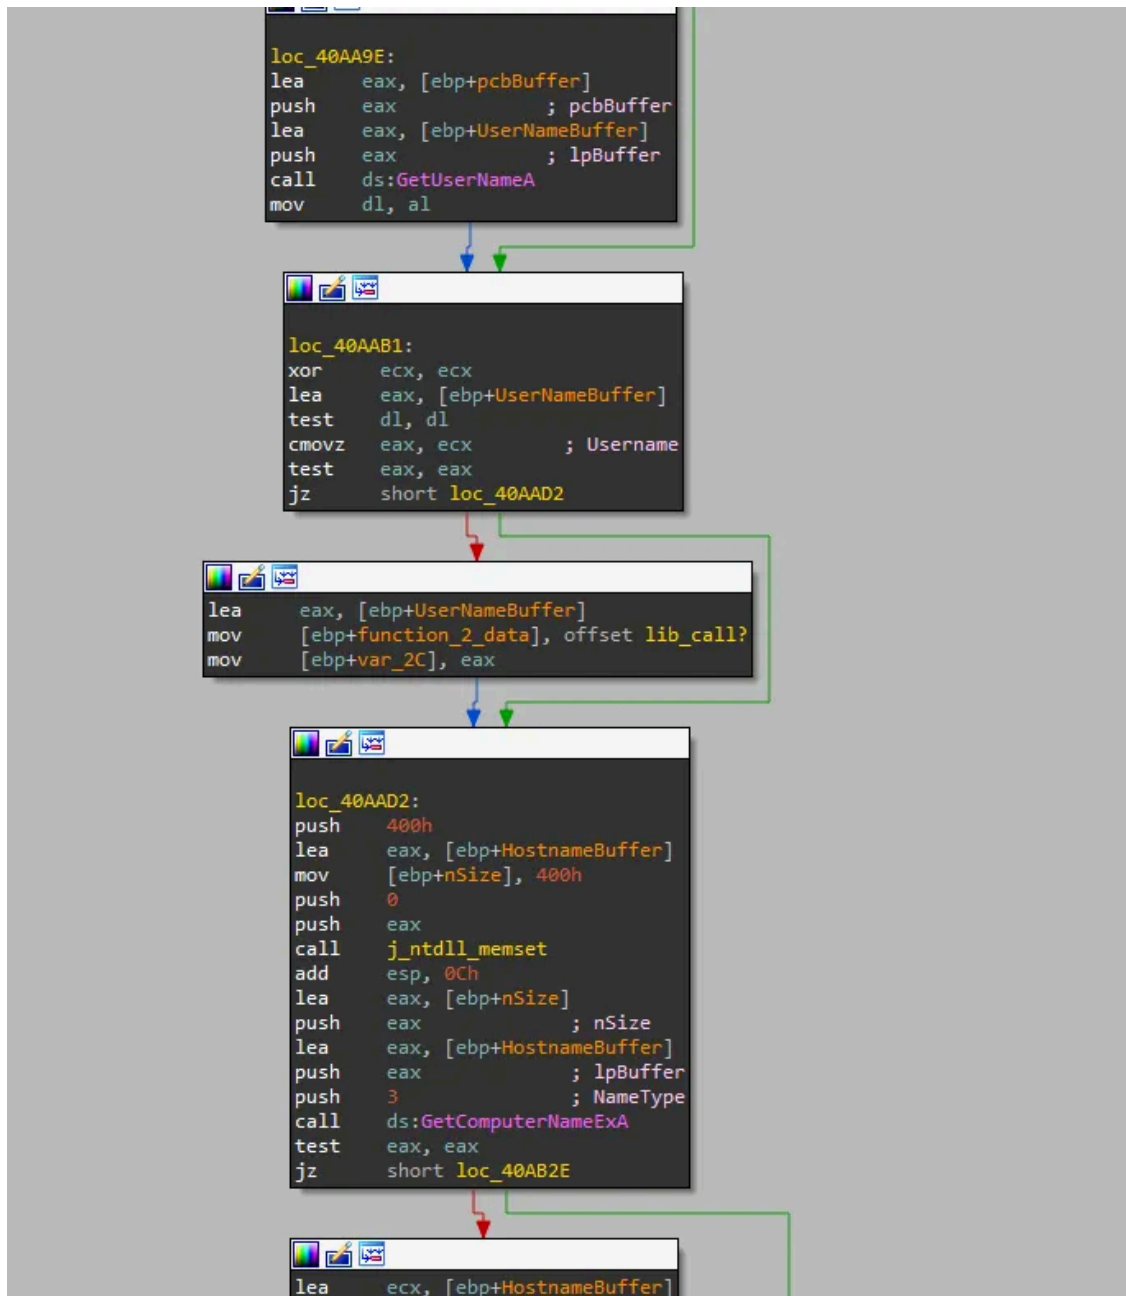 loc_40AA9E:
lea eax, [ebp+pcbBuffer]
push eax ; pcbBuffer
lea eax, [ebp+UserNameBuffer]
push eax ; lpBuffer
call ds:GetUserNameA
mov dl, al
loc_40AAB1:
xor ecx, ecx
lea eax, [ebp+UserNameBuffer]
test dl, dl
cmovz eax, ecx ; Username
test eax, eax
jz short loc_40AAD2
lea eax, [ebp+UserNameBuffer]
mov [ebp+function_2_data], offset lib_call?
mov [ebp+var_2C], eax
loc_40AAD2:
push 400h
lea eax, [ebp+HostnameBuffer]
mov [ebp+nSize], 400h
push 0
push eax
call j_ntdll_memset
add esp, 0Ch
lea eax, [ebp+nSize]
push eax ; nSize
lea eax, [ebp+HostnameBuffer]
push eax ; lpBuffer
push 3 ; NameType
call ds:GetComputerNameExA
test eax, eax
jz short loc_40AB2E
lea ecx, [ebp+HostnameBuffer]